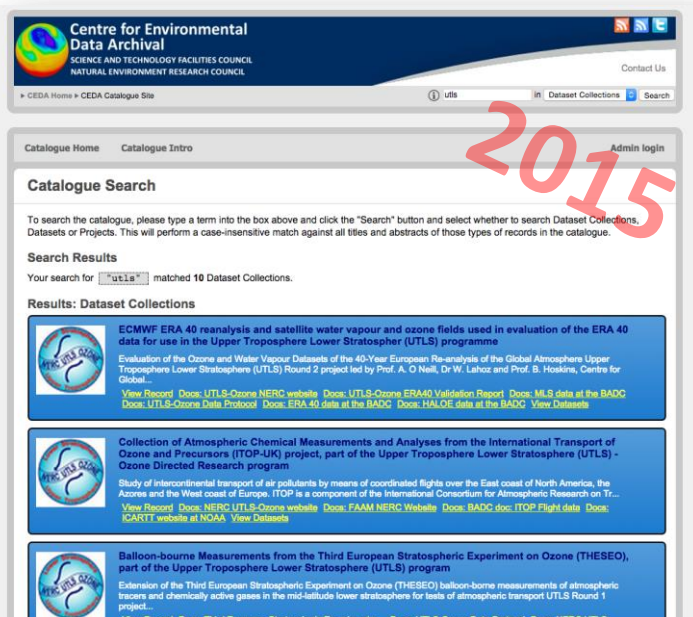 Centre for Environmental
Data Archival
SCIENCE AND TECHNOLOGY FACILITIES COUNCIL
NATURAL ENVIRONMENT RESEARCH COUNCIL
Contact Us
CEDA Home CEDA Catalogue Site
utls in Dataset Collections Search
2015
Catalogue Home Catalogue Intro Admin login
Catalogue Search
To search the catalogue, please type a term into the box above and click the "Search" button and select whether to search Dataset Collections,
Datasets or Projects. This will perform a case-insensitive match against all titles and abstracts of those types of records in the catalogue.
Search Results
Your search for "utls" matched 10 Dataset Collections.
Results: Dataset Collections
ECMWF ERA 40 reanalysis and satellite water vapour and ozone fields used in evaluation of the ERA 40
data for use in the Upper Troposphere Lower Stratospher (UTLS) programme
Evaluation of the Ozone and Water Vapour Datasets of the 40-Year European Re-analysis of the Global Atmosphere Upper
Troposphere Lower Stratosphere (UTLS) Round 2 project led by Prof. A. O Neill, Dr W. Lahoz and Prof. B. Hoskins, Centre for
Global...
View Record Docs: UTLS-Ozone NERC website Docs: UTLS-Ozone ERA40 Validation Report Docs: MLS data at the BADC
Docs: UTLS-Ozone Data Protocol Docs: ERA 40 data at the BADC Docs: HALOE data at the BADC View Datasets
Collection of Atmospheric Chemical Measurements and Analyses from the International Transport of
Ozone and Precursors (ITOP-UK) project, part of the Upper Troposphere Lower Stratosphere (UTLS) -
Ozone Directed Research program
Study of intercontinental transport of air pollutants by means of coordinated flights over the East coast of North America, the
Azores and the West coast of Europe. ITOP is a component of the International Consortium for Atmospheric Research on Tr...
View Record Docs: NERC UTLS-Ozone website Docs: FAAM NERC Website Docs: BADC doc: ITOP Flight data Docs:
ICARTT website at NOAA View Datasets
Balloon-bourne Measurements from the Third European Stratospheric Experiment on Ozone (THESEO),
part of the Upper Troposphere Lower Stratosphere (UTLS) program
Extension of the Third European Stratospheric Experiment on Ozone (THESEO) balloon-borne measurements of atmospheric
tracers and chemically active gases in the mid-latitude lower stratosphere for tests of atmospheric transport UTLS Round 1
project...